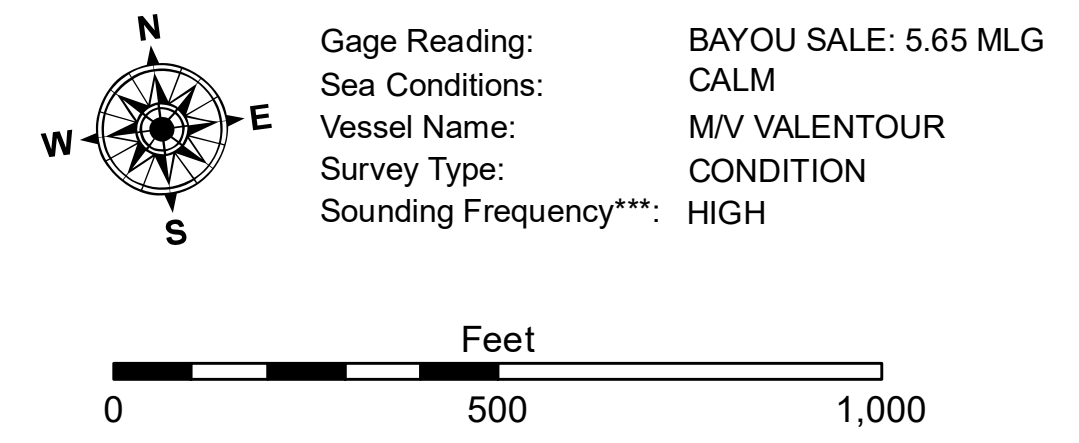 N
W E
S
Gage Reading: BAYOU SALE: 5.65 MLG
Sea Conditions: CALM
Vessel Name: M/V VALENTOUR
Survey Type: CONDITION
Sounding Frequency***: HIGH
Feet
0 500 1,000